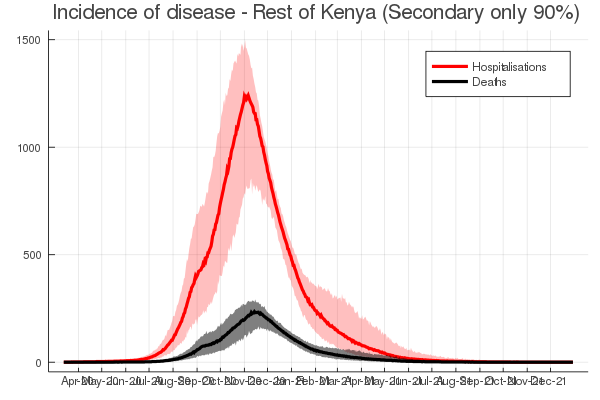 Incidence of disease - Rest of Kenya (Secondary only 90%)
1500
Hospitalisations
Deaths
1000
500
0
Apr-20 May-20 Jun-20 Jul-20 Aug-20 Sep-20 Oct-20 Nov-20 Dec-20 Jan-21 Feb-21 Mar-21 Apr-21 May-21 Jun-21 Jul-21 Aug-21 Sep-21 Oct-21 Nov-21 Dec-21